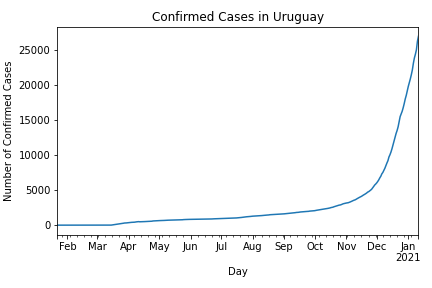 Confirmed Cases in Uruguay
Number of Confirmed Cases
25000
20000
15000
10000
5000
0
Feb Mar Apr May Jun Jul Aug Sep Oct Nov Dec Jan
2021
Day